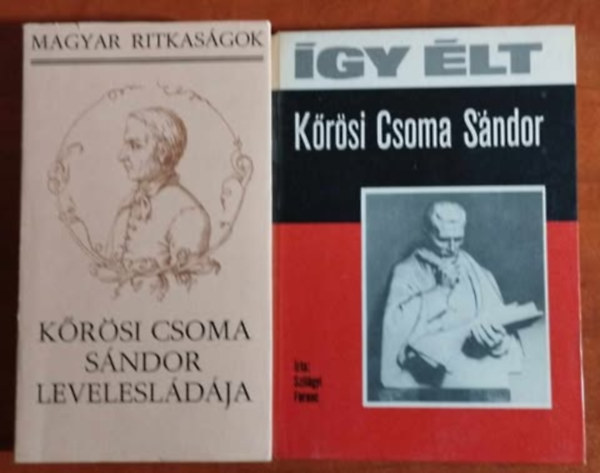 MAGYAR RITKASÁGOK
KŐRÖSI CSOMA
SÁNDOR
LEVELESLÁDÁJA
ÍGY ÉLT
Kőrösi Csoma Sándor
Írta:
Szilágyi
Ferenc